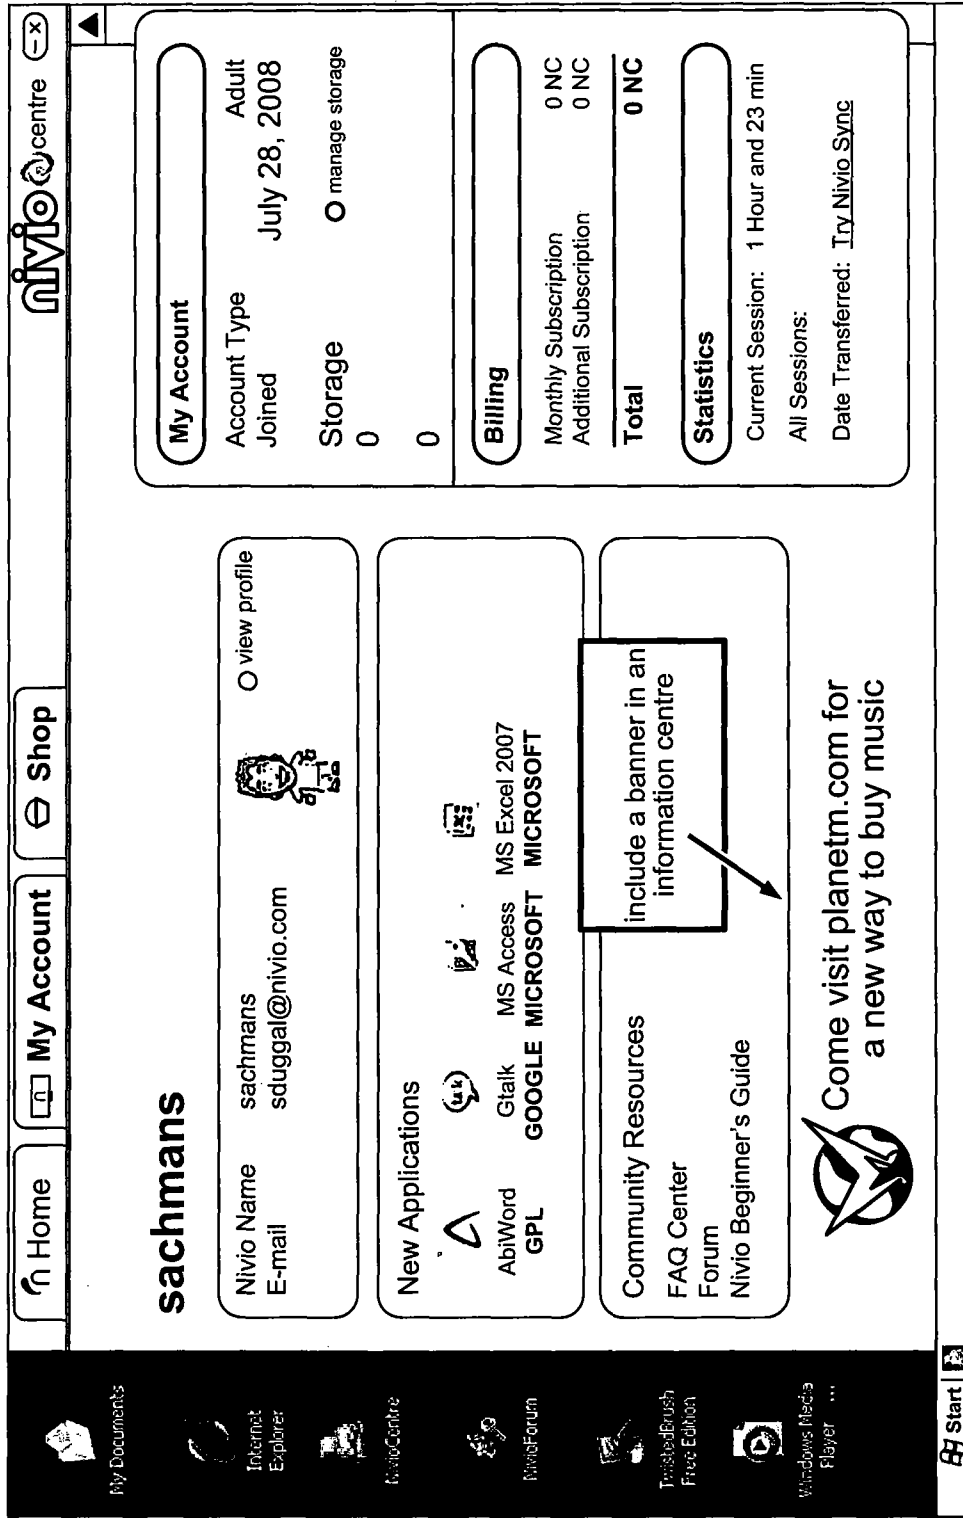 Home
My Account
Shop
nivio centre
– x
My Documents
Internet
Explorer
NivioCentre
NivioForum
TwistedBrush
Free Edition
Windows Media
Player ...
sachmans
Nivio Name sachmans
E-mail sduggal@nivio.com
view profile
New Applications
talk
AbiWord Gtalk MS Access MS Excel 2007
GPL GOOGLE MICROSOFT MICROSOFT
Community Resources
FAQ Center
Forum
Nivio Beginner's Guide
include a banner in an
information centre
Come visit planetm.com for
a new way to buy music
My Account
Account Type Adult
Joined July 28, 2008
Storage
0 manage storage
0
Billing
Monthly Subscription 0 NC
Additional Subscription 0 NC
Total 0 NC
Statistics
Current Session: 1 Hour and 23 min
All Sessions:
Date Transferred: Try Nivio Sync
Start